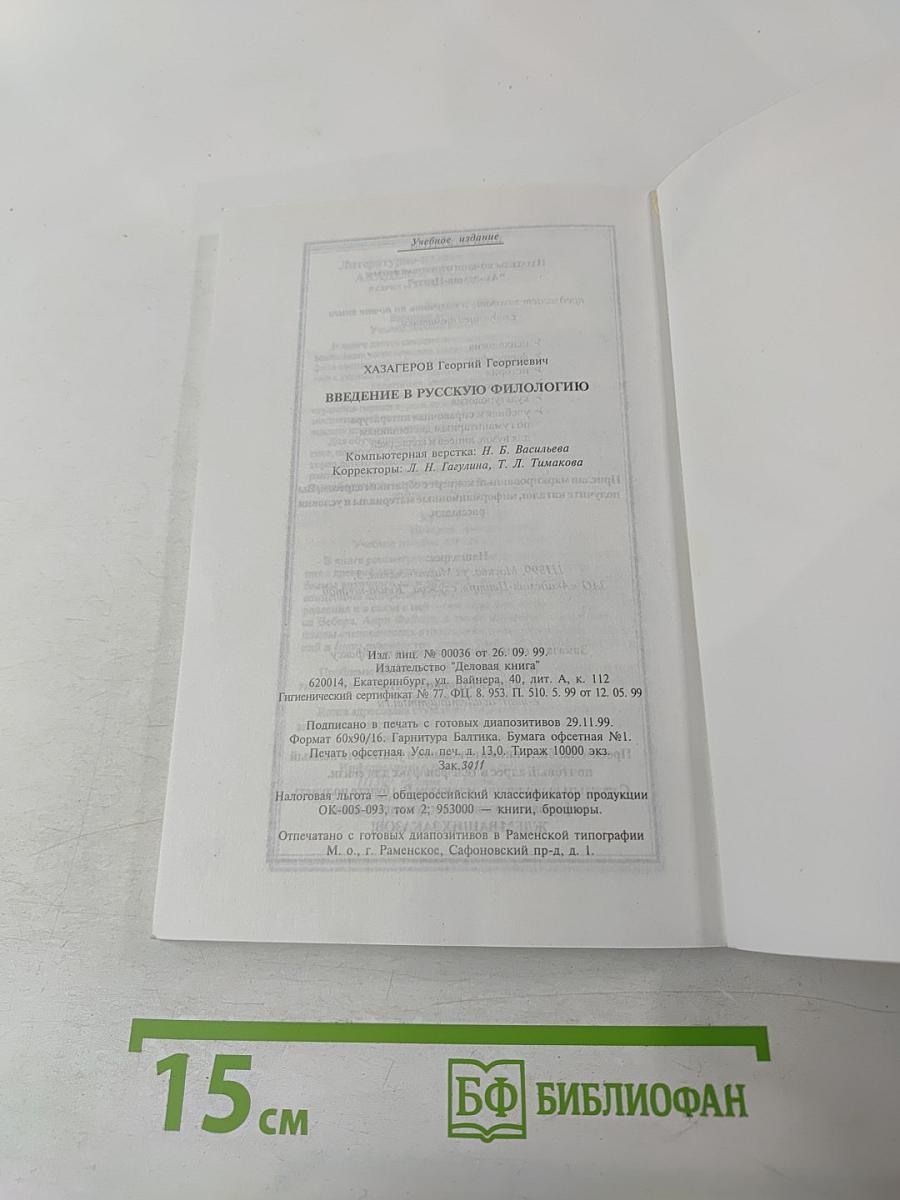 Учебное издание
ХАЗАГЕРОВ Георгий Георгиевич
ВВЕДЕНИЕ В РУССКУЮ ФИЛОЛОГИЮ
Компьютерная верстка: Н. Б. Васильева
Корректоры: Л. Н. Гагулина, Т. Л. Тимакова
Изд. лиц. № 00036 от 26. 09. 99.
Издательство "Деловая книга"
620014, Екатеринбург, ул. Вайнера, 40, лит. А, к. 112
Гигиенический сертификат № 77. ФЦ. 8. 953. П. 510. 5. 99 от 12. 05. 99
Подписано в печать с готовых диапозитивов 29.11.99.
Формат 60х90/16. Гарнитура Балтика. Бумага офсетная №1.
Печать офсетная. Усл. печ. л. 13,0. Тираж 10000 экз.
Зак.3011
Налоговая льгота — общероссийский классификатор продукции
ОК-005-093, том 2; 953000 — книги, брошюры.
Отпечатано с готовых диапозитивов в Раменской типографии
М. о., г. Раменское, Сафоновский пр-д, д. 1.
15 см
БФ БИБЛИОФАН